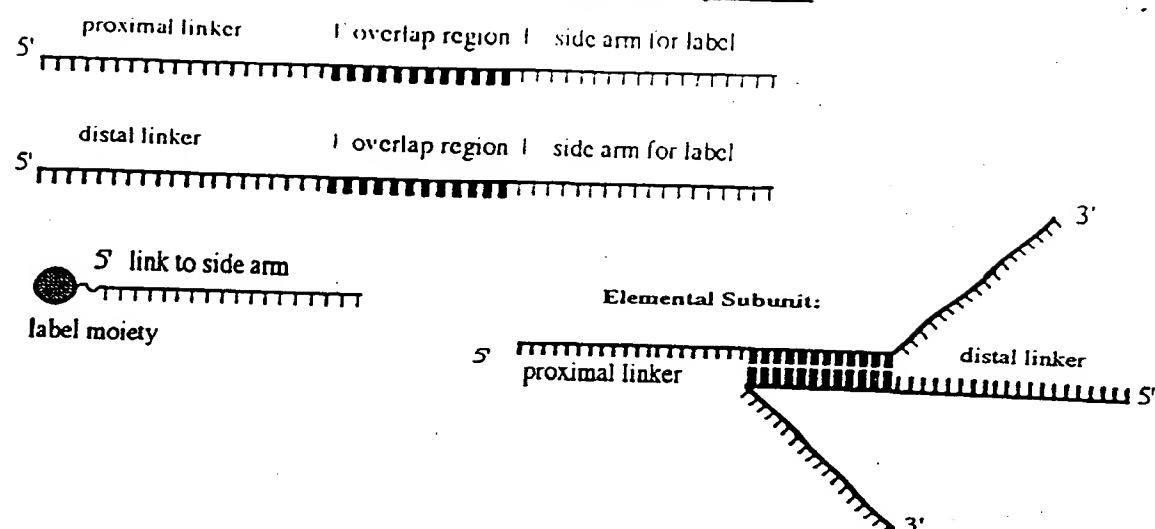 proximal linker overlap region side arm for label
5'
distal linker overlap region side arm for label
5'
3'
5' link to side arm
Elemental Subunit:
label moiety
5' proximal linker distal linker
5'
3'